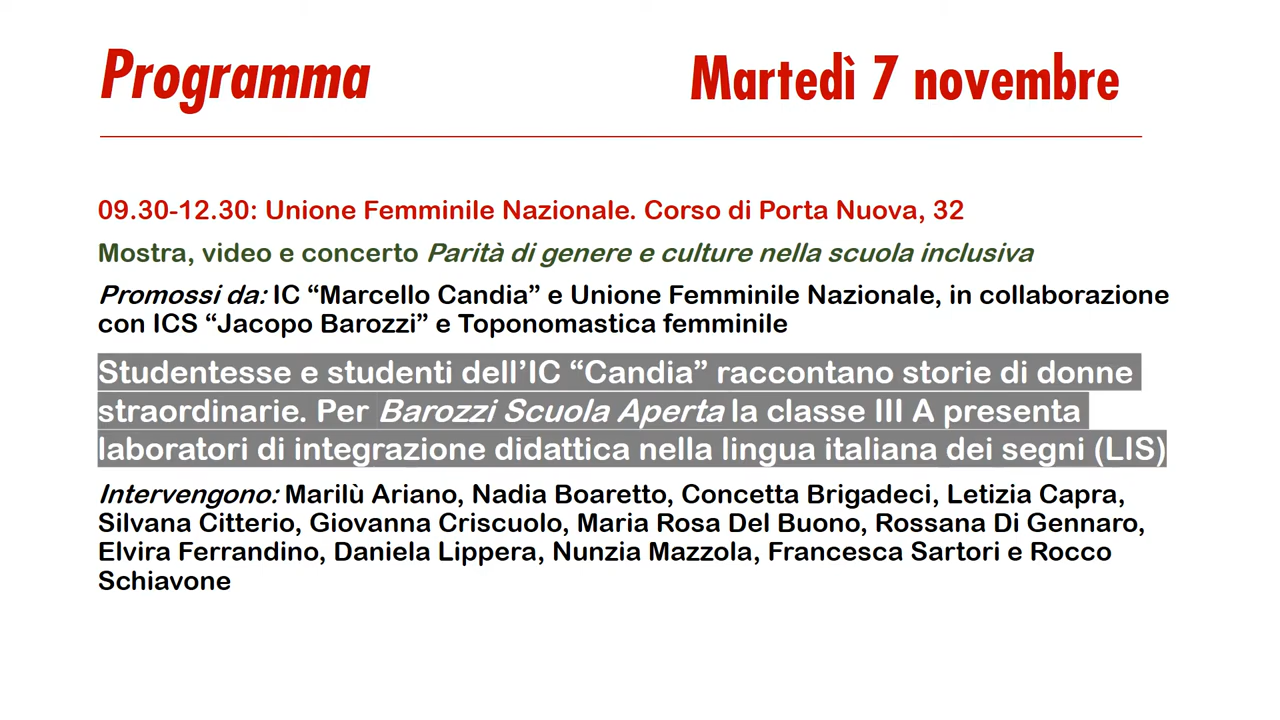 Programma
Martedì 7 novembre
09.30-12.30: Unione Femminile Nazionale. Corso di Porta Nuova, 32
Mostra, video e concerto Parità di genere e culture nella scuola inclusiva
Promossi da: IC “Marcello Candia” e Unione Femminile Nazionale, in collaborazione
con ICS “Jacopo Barozzi” e Toponomastica femminile
Studentesse e studenti dell’IC “Candia” raccontano storie di donne
straordinarie. Per Barozzi Scuola Aperta la classe III A presenta
laboratori di integrazione didattica nella lingua italiana dei segni (LIS)
Intervengono: Marilù Ariano, Nadia Boaretto, Concetta Brigadeci, Letizia Capra,
Silvana Citterio, Giovanna Criscuolo, Maria Rosa Del Buono, Rossana Di Gennaro,
Elvira Ferrandino, Daniela Lippera, Nunzia Mazzola, Francesca Sartori e Rocco
Schiavone